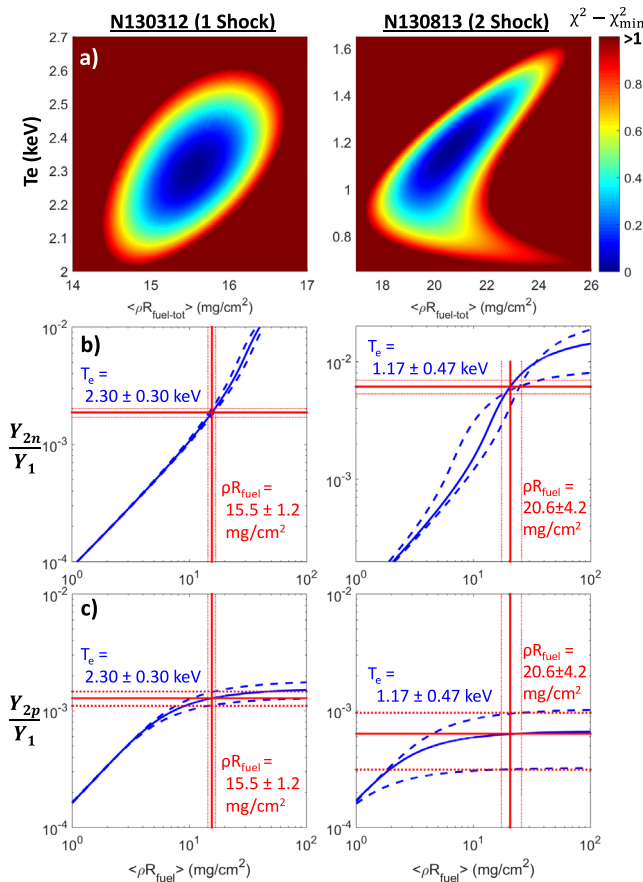 N130312 (1 Shock)
N130813 (2 Shock)
χ² − χ²min
a)
Te (keV)
2.7
2.6
2.5
2.4
2.3
2.2
2.1
2
14
15
16
17
<ρRfuel-tot> (mg/cm²)
1.6
1.4
1.2
1
0.8
18
20
22
24
26
<ρRfuel-tot> (mg/cm²)
>1
0.8
0.6
0.4
0.2
0
b)
Y2n
Y1
10⁻²
10⁻³
10⁻⁴
Te =
2.30 ± 0.30 keV
ρRfuel =
15.5 ± 1.2
mg/cm²
10⁰
10¹
10²
10⁻²
10⁻³
Te =
1.17 ± 0.47 keV
ρRfuel =
20.6±4.2
mg/cm²
10⁰
10¹
10²
c)
Y2p
Y1
10⁻²
10⁻³
10⁻⁴
Te =
2.30 ± 0.30 keV
ρRfuel =
15.5 ± 1.2
mg/cm²
10⁰
10¹
10²
<ρRfuel> (mg/cm²)
10⁻²
10⁻³
10⁻⁴
ρRfuel =
20.6±4.2
mg/cm²
Te =
1.17 ± 0.47 keV
10⁰
10¹
10²
<ρRfuel> (mg/cm²)